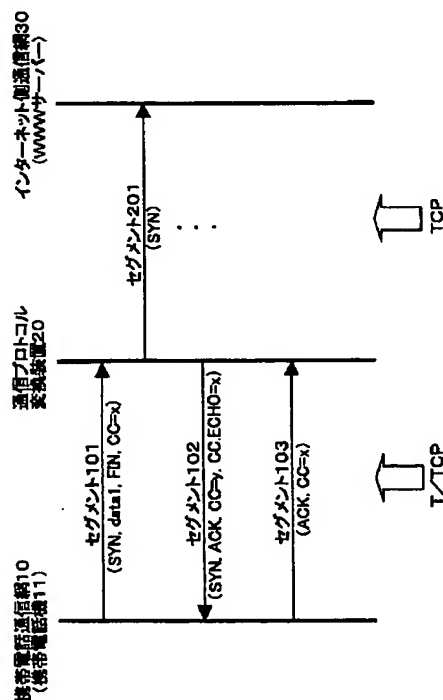 携帯電話通信網10
(携帯電話機11)
通信プロトコル
変換装置20
インターネット側通信網30
(WWWサーバー)
セグメント101
(SYN, data1, FIN, CC=x)
セグメント201
(SYN)
・・・
セグメント102
(SYN, ACK, CC=y, CC.ECHO=x)
セグメント103
(ACK, CC=x)
T/TCP
TCP